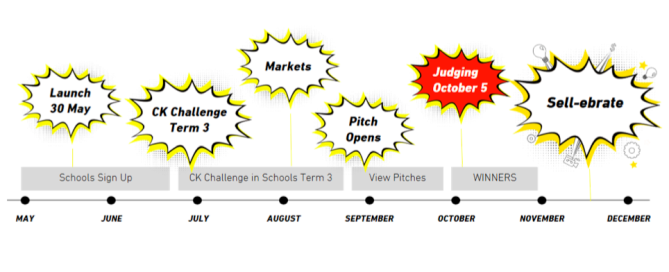 Launch
30 May
CK Challenge
Term 3
Markets
Pitch
Opens
Judging
October 5
Sell-ebrate
Schools Sign Up
CK Challenge in Schools Term 3
View Pitches
WINNERS
MAY
JUNE
JULY
AUGUST
SEPTEMBER
OCTOBER
NOVEMBER
DECEMBER